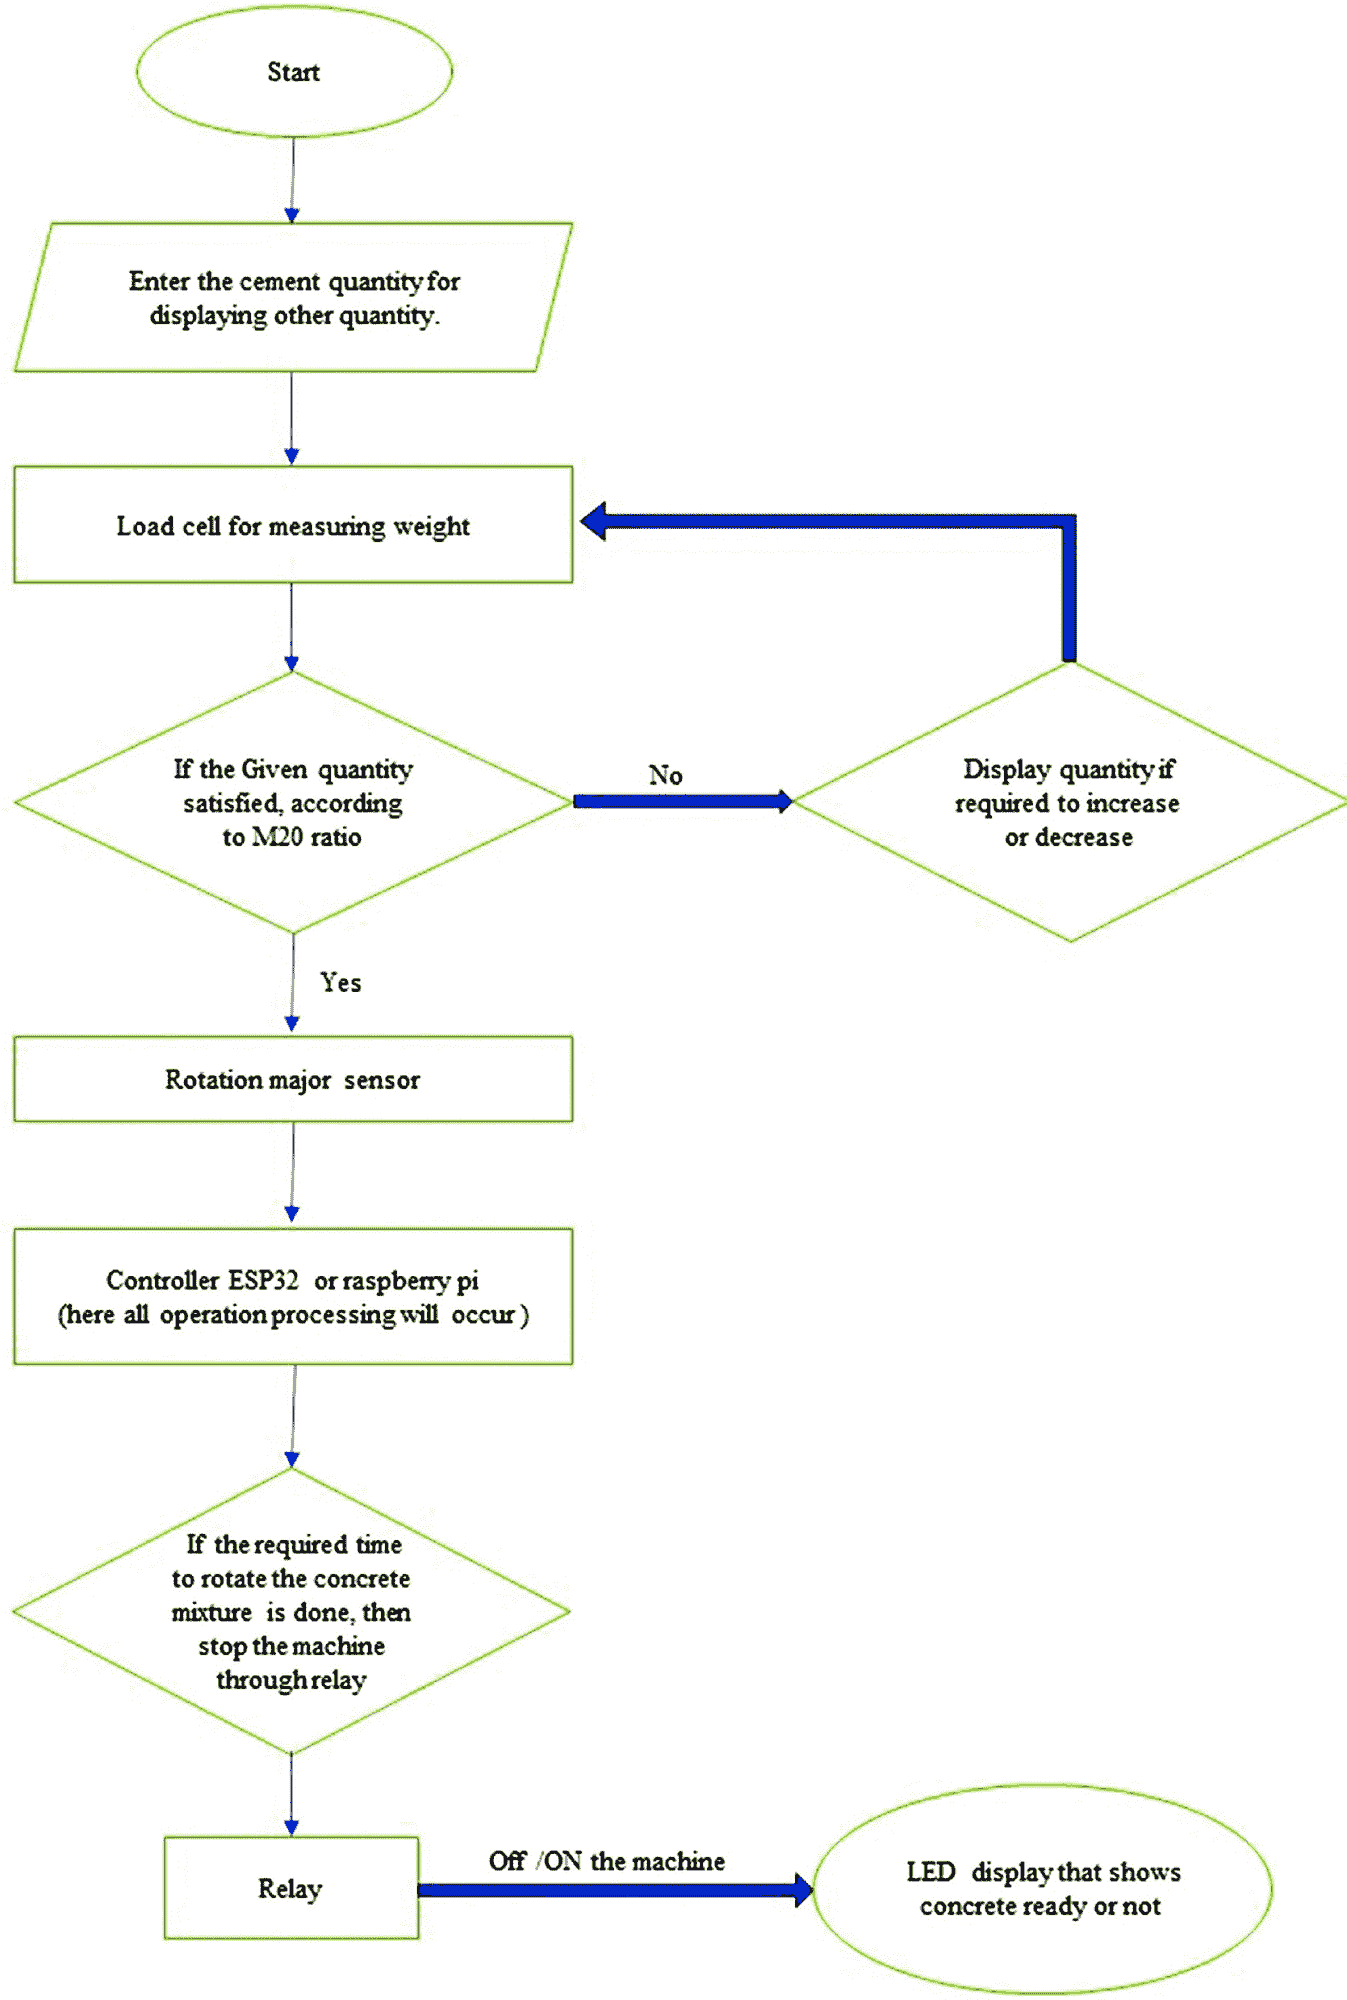 Start
Enter the cement quantity for
displaying other quantity.
Load cell for measuring weight
If the Given quantity
satisfied, according
to M20 ratio
No
Display quantity if
required to increase
or decrease
Yes
Rotation major sensor
Controller ESP32 or raspberry pi
(here all operation processing will occur )
If the required time
to rotate the concrete
mixture is done, then
stop the machine
through relay
Relay
Off /ON the machine
LED display that shows
concrete ready or not